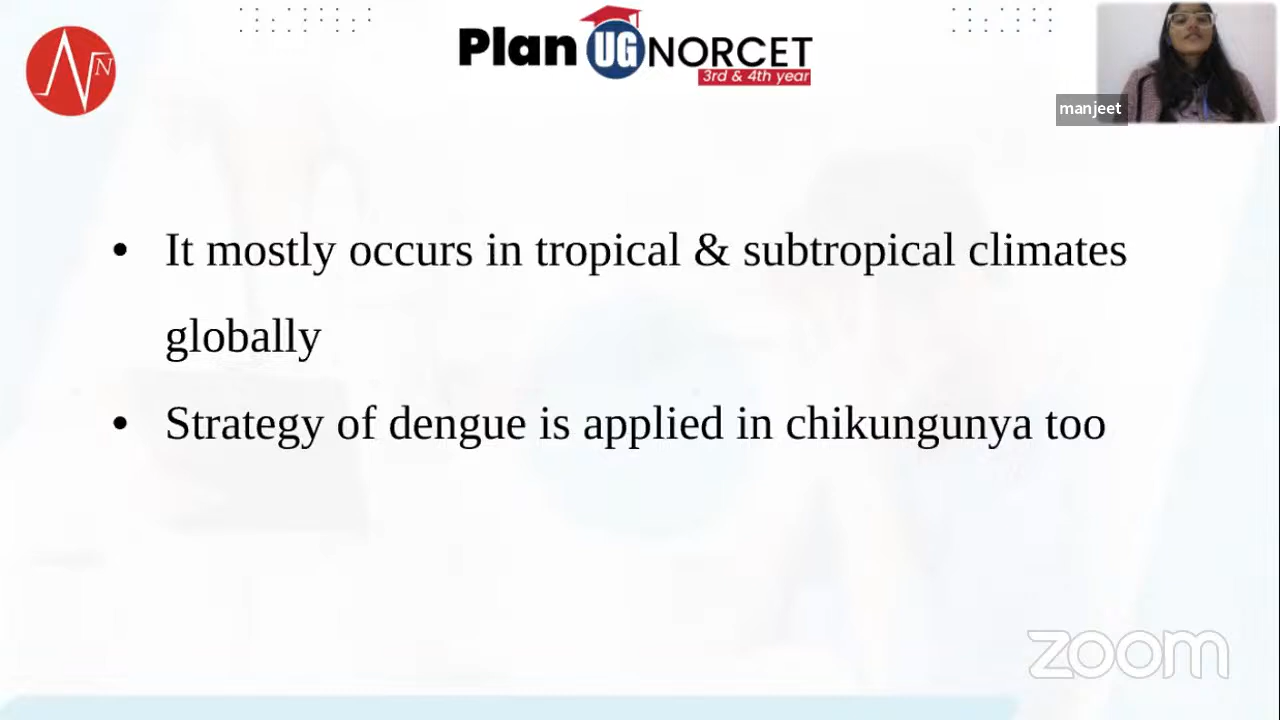 N N
Plan UG NORCET
3rd & 4th year
manjeet
• It mostly occurs in tropical & subtropical climates
globally
• Strategy of dengue is applied in chikungunya too
zoom